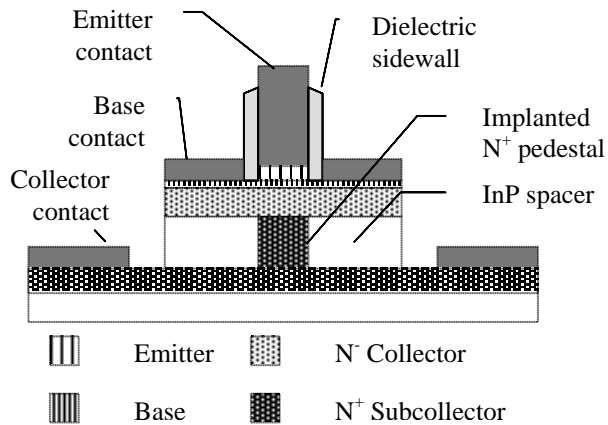 Emitter
contact
Dielectric
sidewall
Base
contact
Implanted
N⁺ pedestal
Collector
contact
InP spacer
Emitter
N⁻ Collector
Base
N⁺ Subcollector